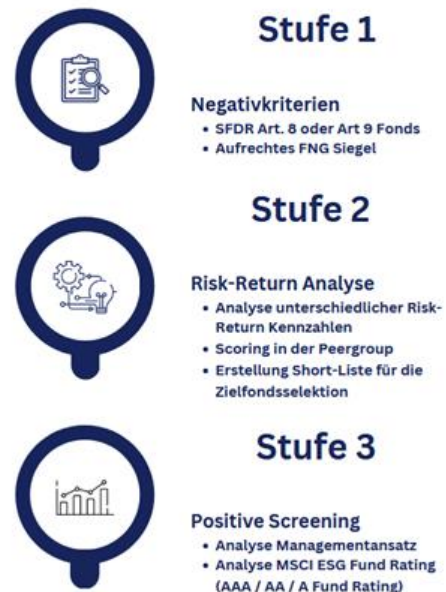 Stufe 1
Negativkriterien
• SFDR Art. 8 oder Art 9 Fonds
• Aufrechtes FNG Siegel
Stufe 2
Risk-Return Analyse
• Analyse unterschiedlicher Risk-
Return Kennzahlen
• Scoring in der Peergroup
• Erstellung Short-Liste für die
Zielfondsselektion
Stufe 3
Positive Screening
• Analyse Managementansatz
• Analyse MSCI ESG Fund Rating
(AAA / AA / A Fund Rating)